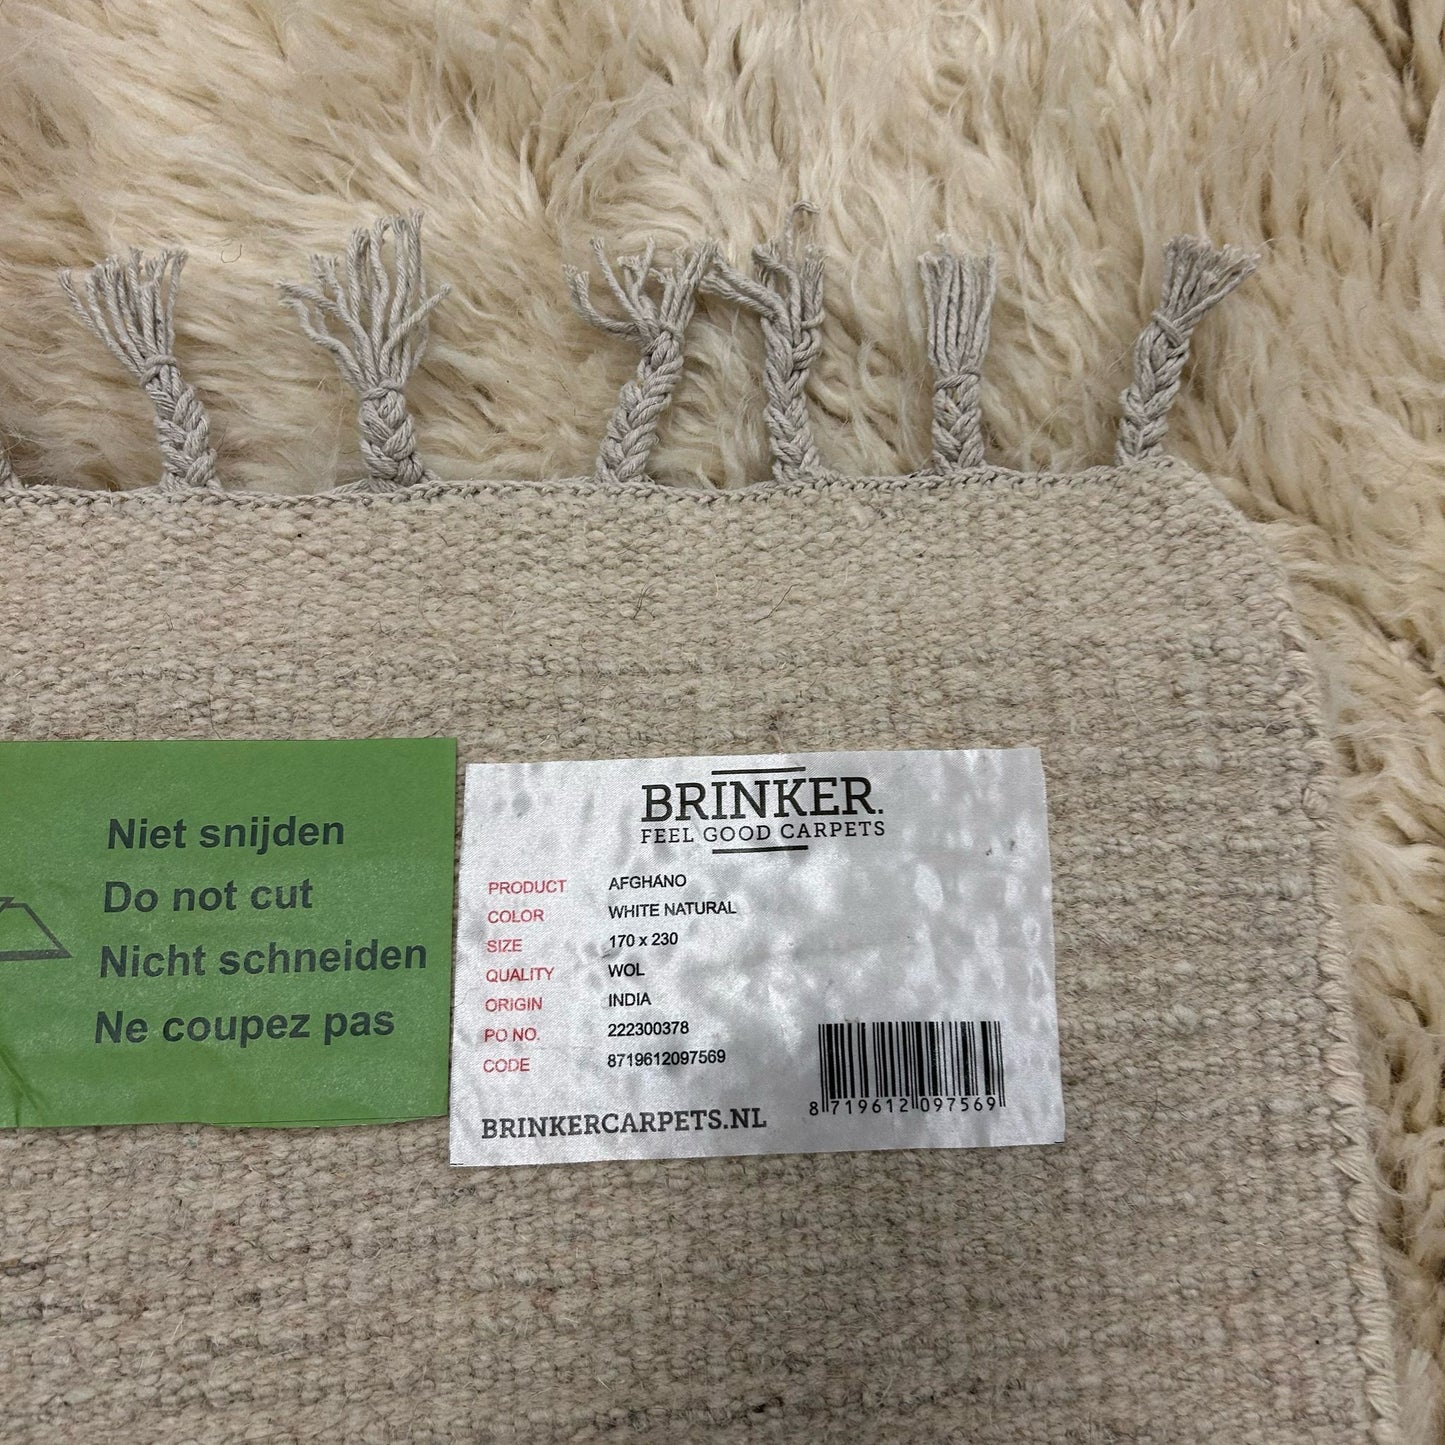 Niet snijden
Do not cut
Nicht schneiden
Ne coupez pas
BRINKER.
FEEL GOOD CARPETS
PRODUCT AFGHANO
COLOR WHITE NATURAL
SIZE 170 x 230
QUALITY WOL
ORIGIN INDIA
PO NO. 222300378
CODE 8719612097569
8 719612 097569
BRINKERCARPETS.NL